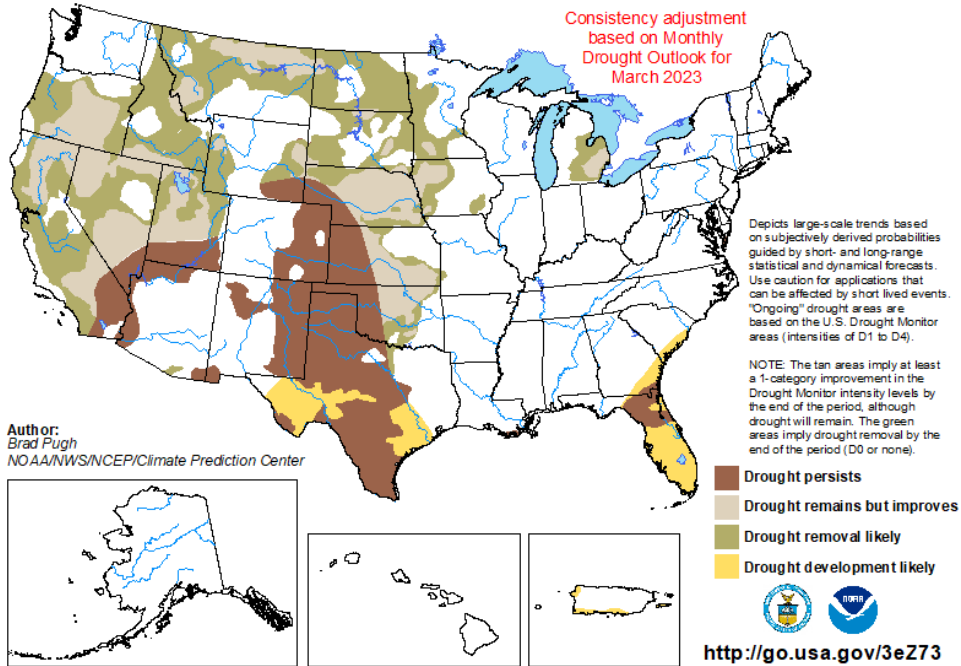 Consistency adjustment
based on Monthly
Drought Outlook for
March 2023
Depicts large-scale trends based
on subjectively derived probabilities
guided by short- and long-range
statistical and dynamical forecasts.
Use caution for applications that
can be affected by short lived events.
"Ongoing" drought areas are
based on the U.S. Drought Monitor
areas (intensities of D1 to D4).
NOTE: The tan areas imply at least
a 1-category improvement in the
Drought Monitor intensity levels by
the end of the period, although
drought will remain. The green
areas imply drought removal by the
end of the period (D0 or none).
Author:
Brad Pugh
NOAA/NWS/NCEP/Climate Prediction Center
Drought persists
Drought remains but improves
Drought removal likely
Drought development likely
NOAA
http://go.usa.gov/3eZ73